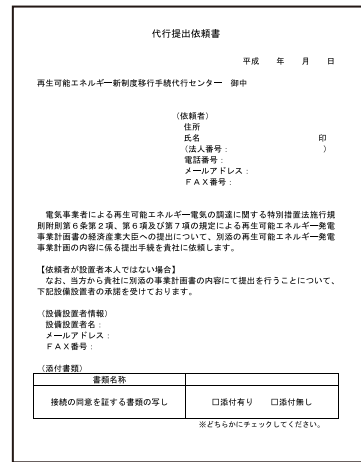 代行提出依頼書
平成　年　月　日
再生可能エネルギー新制度移行手続代行センター　御中
（依頼者）
住所
氏名　印
（法人番号：　）
電話番号：
メールアドレス：
ＦＡＸ番号：
電気事業者による再生可能エネルギー電気の調達に関する特別措置法施行規
則附則第６条第２項、第６項及び第７項の規定による再生可能エネルギー発電
事業計画書の経済産業大臣への提出について、別添の再生可能エネルギー発電
事業計画の内容に係る提出手続を貴社に依頼します。
【依頼者が設置者本人ではない場合】
なお、当方から貴社に別添の事業計画書の内容にて提出を行うことについて、
下記設備設置者の承諾を受けております。
（設備設置者情報）
設備設置者名：
メールアドレス：
ＦＡＸ番号：
（添付書類）
書類名称
接続の同意を証する書類の写し　□添付有り　□添付無し
※どちらかにチェックしてください。